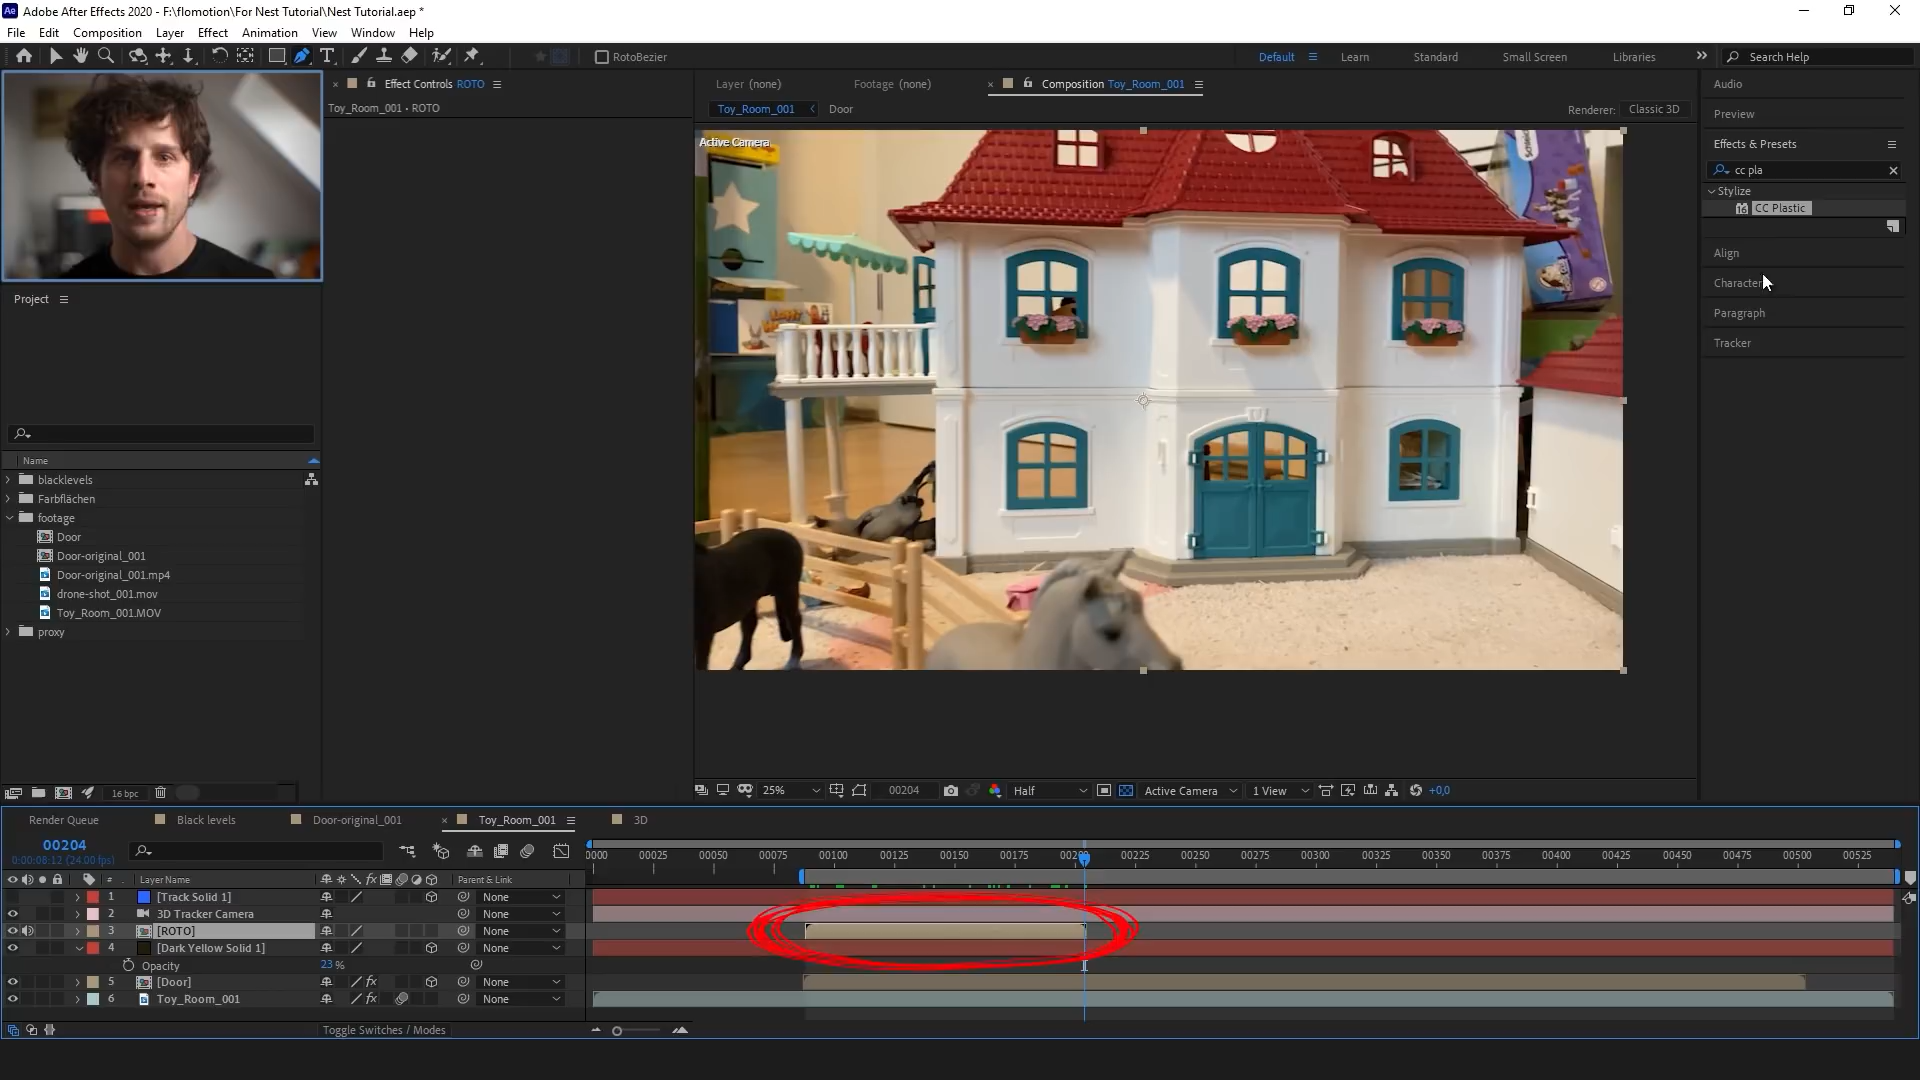 Adobe After Effects 2020 - F:\flomotion\For Nest Tutorial\Nest Tutorial.aep *
File Edit Composition Layer Effect Animation View Window Help
RotoBezier
Default Learn Standard Small Screen Libraries Search Help
Effect Controls ROTO
Toy_Room_001 • ROTO
Layer (none) Footage (none) Composition Toy_Room_001
Toy_Room_001 Door
Renderer: Classic 3D
Active Camera
Audio
Preview
Effects & Presets
cc pla
Stylize
CC Plastic
Align
Character
Paragraph
Tracker
Project
Name
blacklevels
Farbflächen
footage
Door
Door-original_001
Door-original_001.mp4
drone-shot_001.mov
Toy_Room_001.MOV
proxy
16 bpc
25% 00204 Half Active Camera 1 View +0,0
Render Queue Black levels Door-original_001 Toy_Room_001 3D
00204
0:00:08:12 (24.00 fps)
0000 00025 00050 00075 00100 00125 00150 00175 00225 00250 00275 00300 00325 00350 00375 00400 00425 00450 00475 00500 00525
# Layer Name Parent & Link
1 [Track Solid 1] None
2 3D Tracker Camera None
3 [ROTO] None
4 [Dark Yellow Solid 1] None
Opacity 23 %
5 [Door] None
6 Toy_Room_001 None
Toggle Switches / Modes